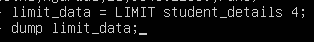 - limit_data = LIMIT student_details 4;
- dump limit_data;_